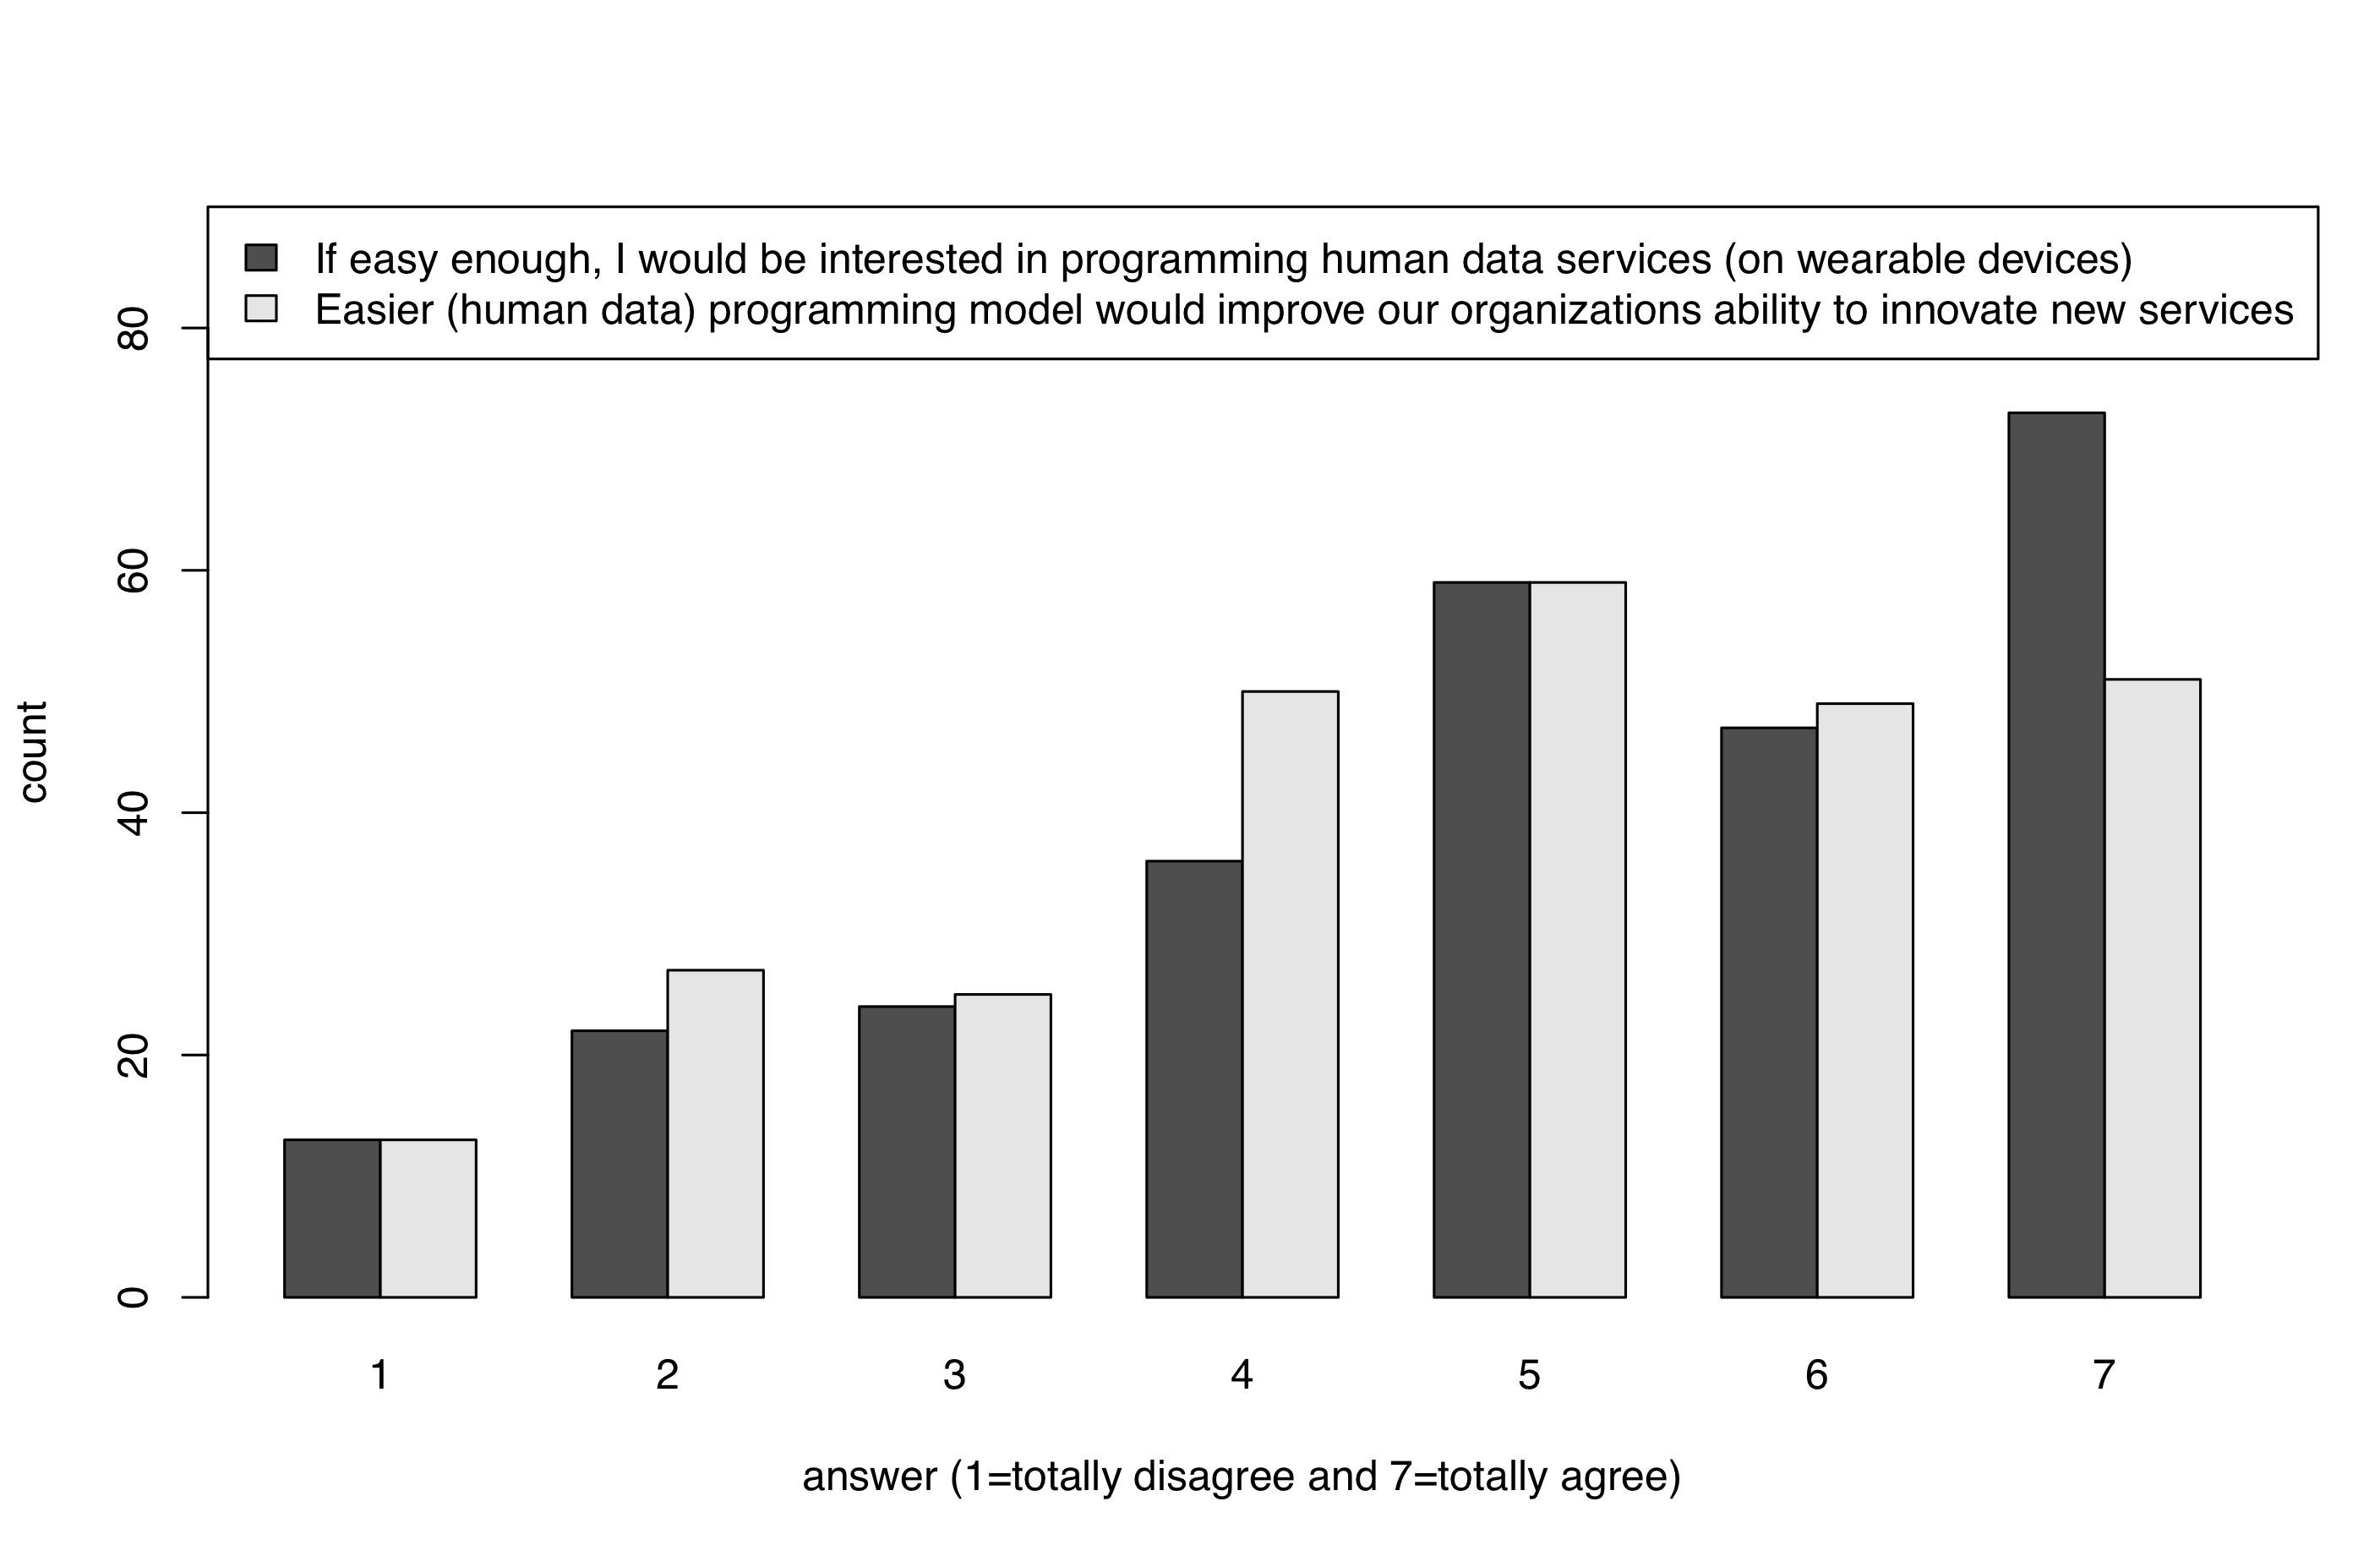 If easy enough, I would be interested in programming human data services (on wearable devices)
Easier (human data) programming model would improve our organizations ability to innovate new services
80
60
40
20
0
count
1 2 3 4 5 6 7
answer (1=totally disagree and 7=totally agree)